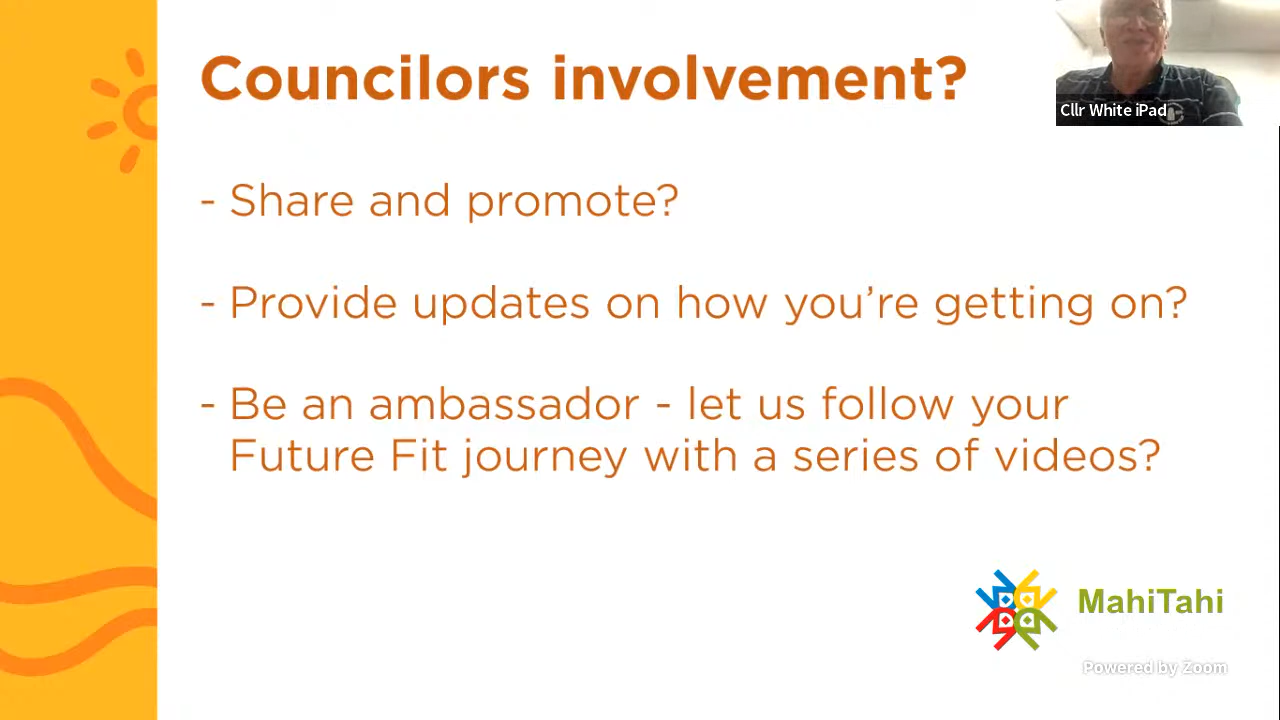 Councilors involvement?
Cllr White iPad
- Share and promote?
- Provide updates on how you're getting on?
- Be an ambassador - let us follow your
Future Fit journey with a series of videos?
MahiTahi
Powered by Zoom